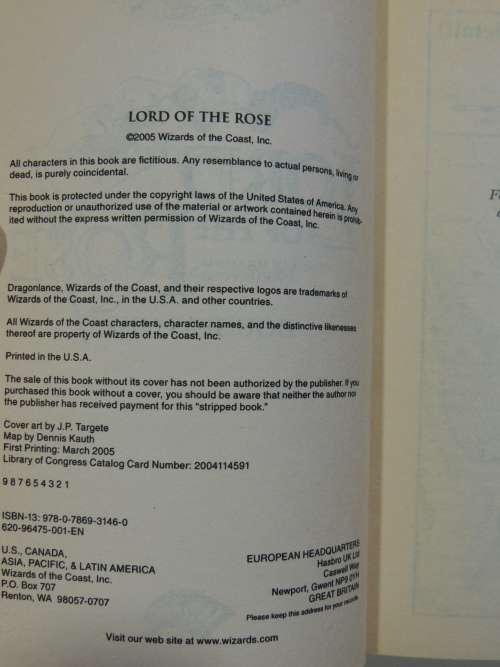 LORD OF THE ROSE
©2005 Wizards of the Coast, Inc.
All characters in this book are fictitious. Any resemblance to actual persons, living or
dead, is purely coincidental.
This book is protected under the copyright laws of the United States of America. Any
reproduction or unauthorized use of the material or artwork contained herein is prohib-
ited without the express written permission of Wizards of the Coast, Inc.
Dragonlance, Wizards of the Coast, and their respective logos are trademarks of
Wizards of the Coast, Inc., in the U.S.A. and other countries.
All Wizards of the Coast characters, character names, and the distinctive likenesses
thereof are property of Wizards of the Coast, Inc.
Printed in the U.S.A.
The sale of this book without its cover has not been authorized by the publisher. If you
purchased this book without a cover, you should be aware that neither the author nor
the publisher has received payment for this "stripped book."
Cover art by J.P. Targete
Map by Dennis Kauth
First Printing: March 2005
Library of Congress Catalog Card Number: 2004114591
9 8 7 6 5 4 3 2 1
ISBN-13: 978-0-7869-3146-0
620-96475-001-EN
U.S., CANADA,
ASIA, PACIFIC, & LATIN AMERICA
Wizards of the Coast, Inc.
P.O. Box 707
Renton, WA 98057-0707
EUROPEAN HEADQUARTERS
Hasbro UK Ltd
Caswell Way
Newport, Gwent NP9 0YH
GREAT BRITAIN
Please keep this address for your records.
Visit our web site at www.wizards.com